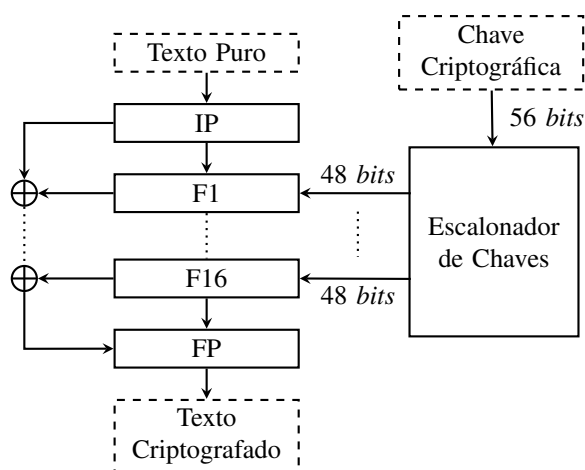 Texto Puro
Chave
Criptográfica
56 bits
IP
F1
48 bits
Escalonador
de Chaves
F16
48 bits
FP
Texto
Criptografado